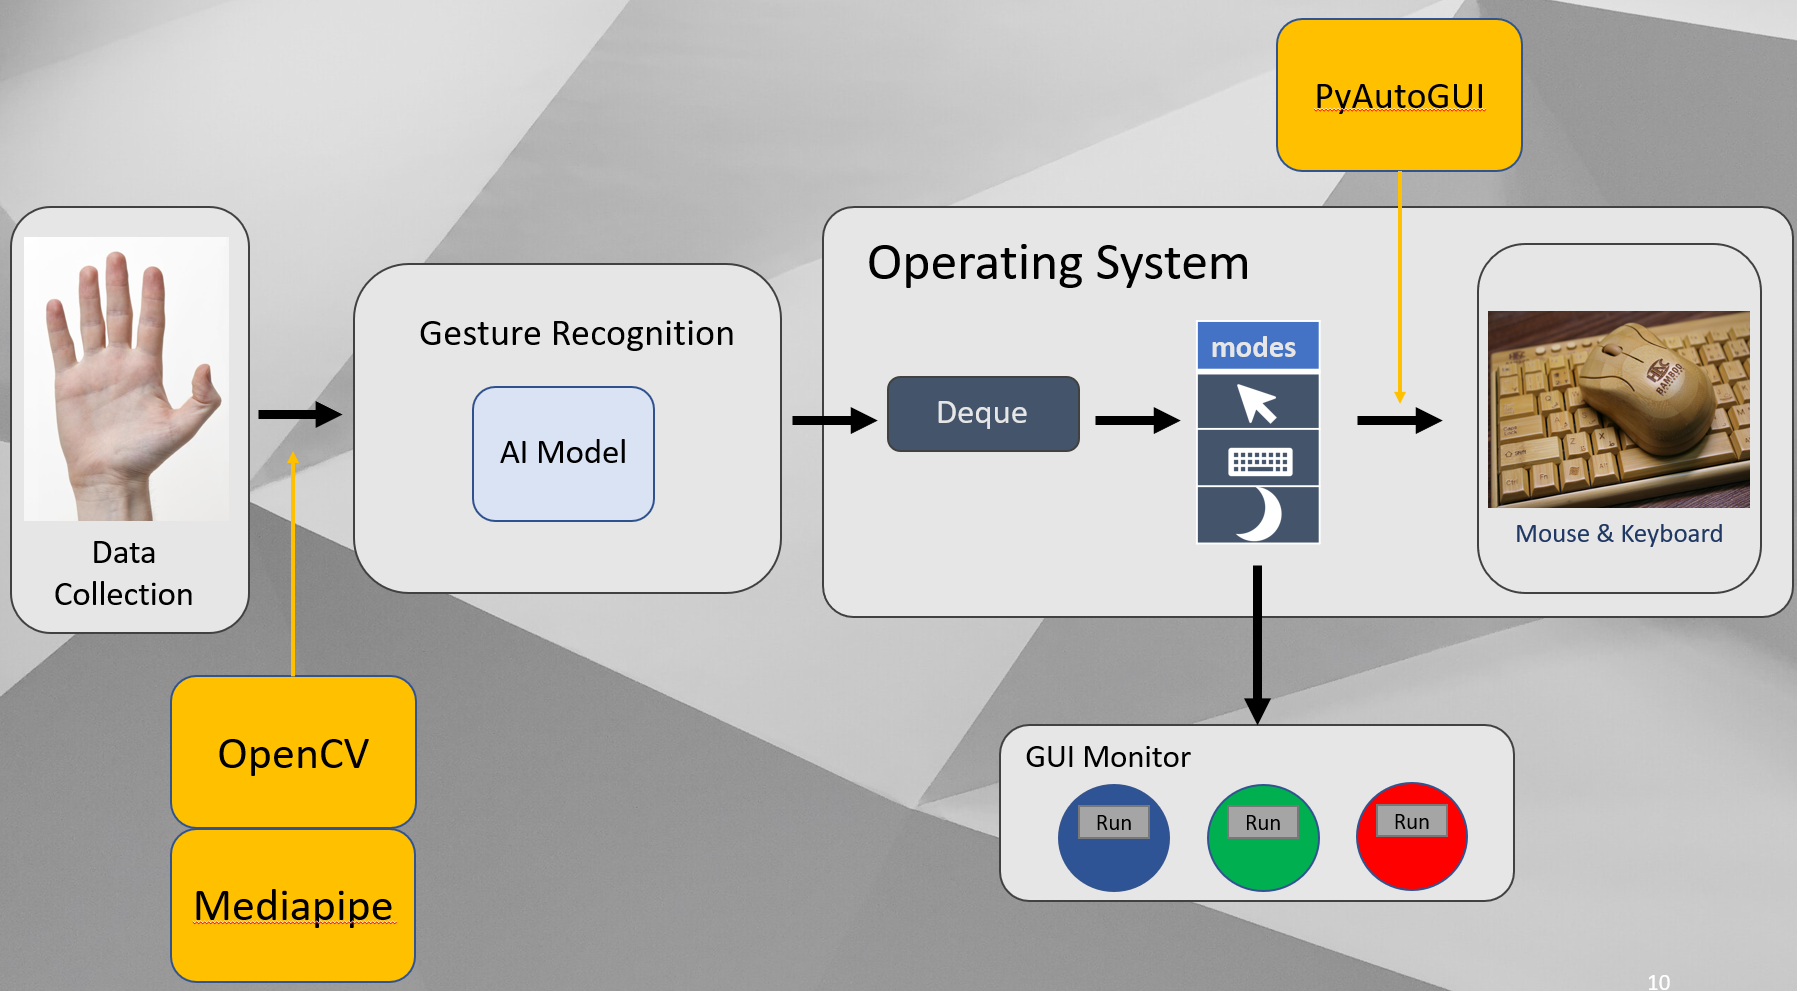 PyAutoGUI
Operating System
Gesture Recognition
modes
AI Model
Deque
Mouse & Keyboard
Data
Collection
OpenCV
Mediapipe
GUI Monitor
Run
Run
Run
10